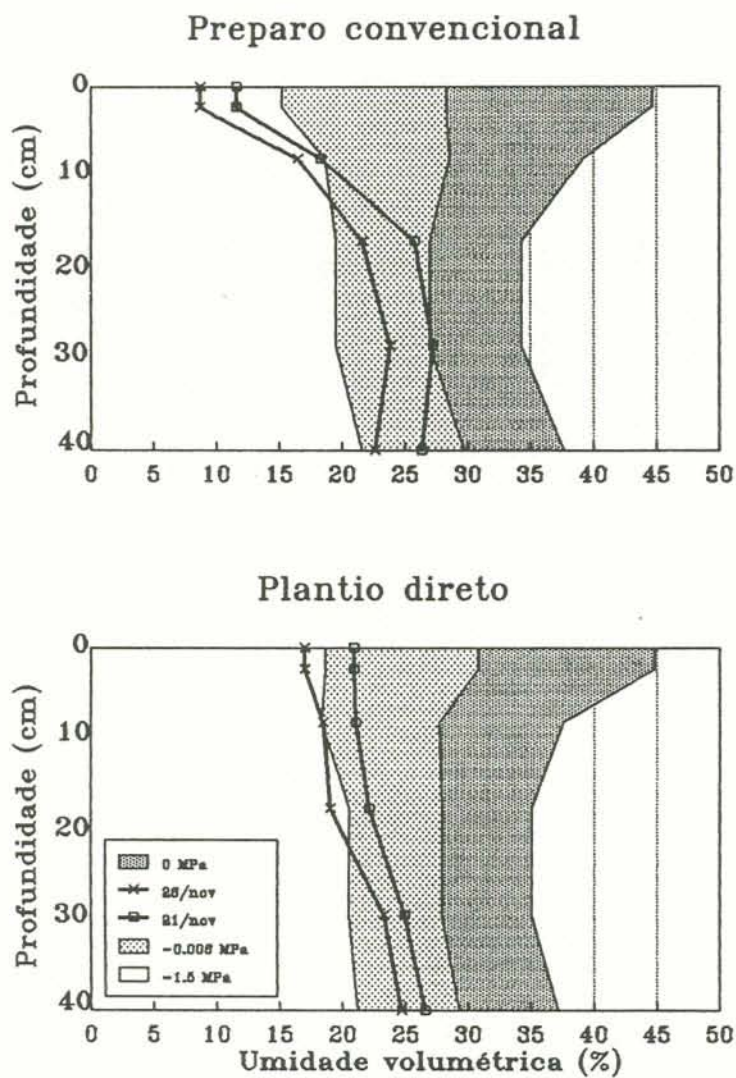 Preparo convencional
Profundidade (cm)
0
10
20
30
40
0 5 10 15 20 25 30 35 40 45 50
Plantio direto
Profundidade (cm)
0
10
20
30
40
0 MPa
26/nov
21/nov
-0.006 MPa
-1.5 MPa
0 5 10 15 20 25 30 35 40 45 50
Umidade volumétrica (%)